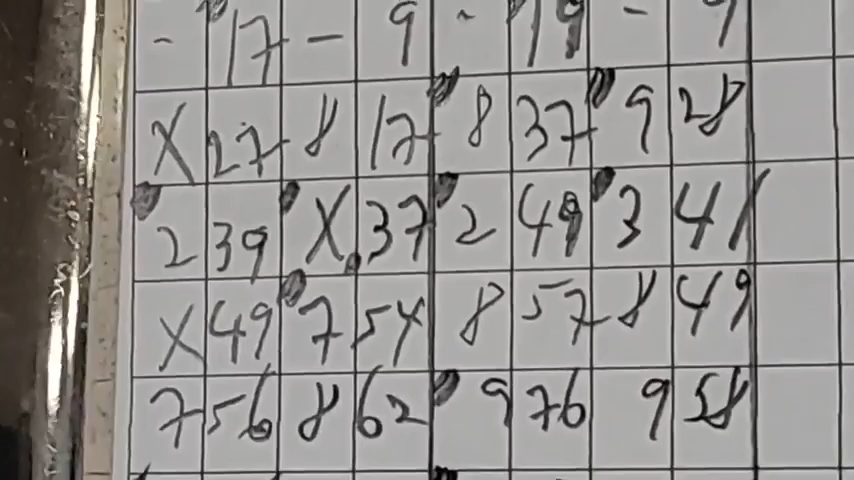 - 17 - 9 - 19 - 9
X 27 8 17 8 37 9 28
2 39 X 37 2 49 3 41
X 49 7 54 8 57 8 49
7 56 8 62 9 76 9 58